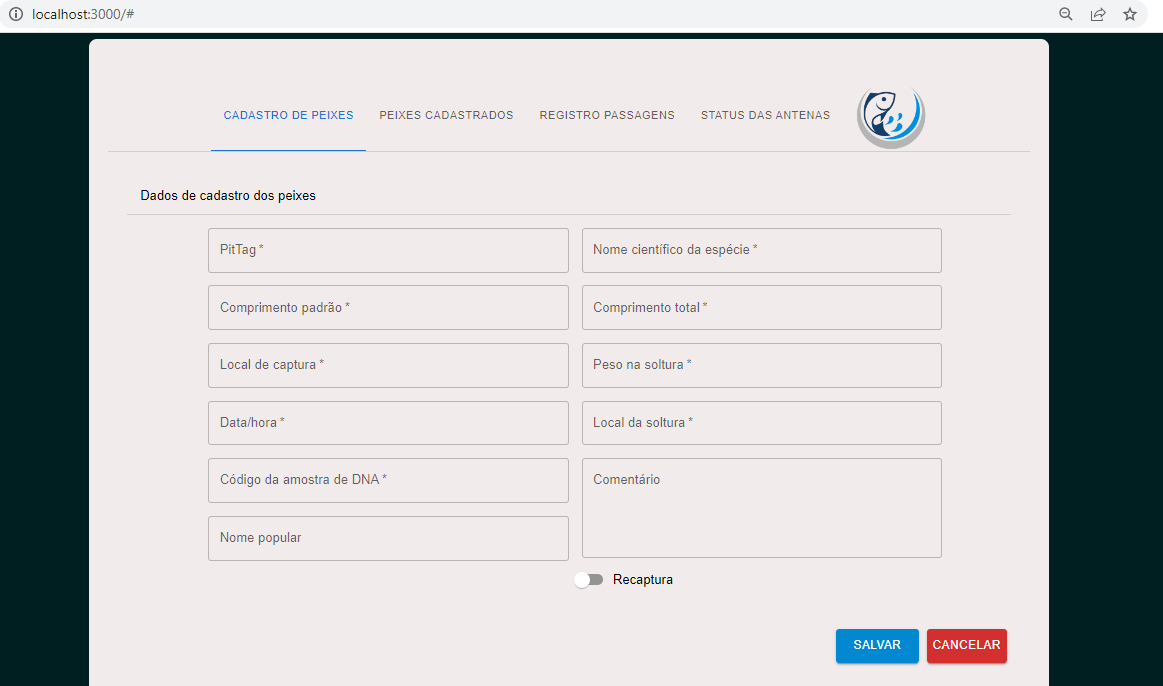 localhost:3000/#
CADASTRO DE PEIXES PEIXES CADASTRADOS REGISTRO PASSAGENS STATUS DAS ANTENAS
Dados de cadastro dos peixes
PitTag * Nome científico da espécie *
Comprimento padrão * Comprimento total *
Local de captura * Peso na soltura *
Data/hora * Local da soltura *
Código da amostra de DNA * Comentário
Nome popular
Recaptura
SALVAR CANCELAR